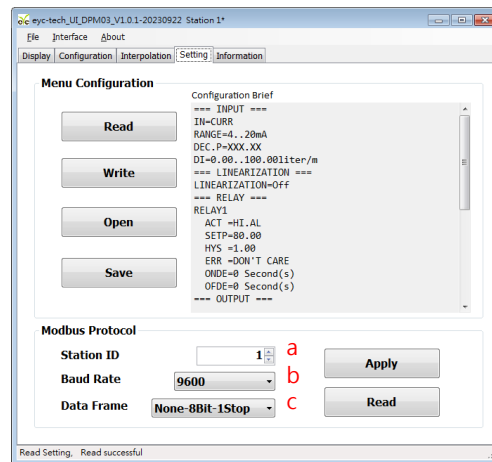 eyc-tech_UI_DPM03_V1.0.1-20230922 Station 1*
File Interface About
Display Configuration Interpolation Setting Information
Menu Configuration
Configuration Brief
Read
Write
Open
Save
=== INPUT ===
IN=CURR
RANGE=4..20mA
DEC.P=XXX.XX
DI=0.00..100.00liter/m
=== LINEARIZATION ===
LINEARIZATION=Off
=== RELAY ===
RELAY1
ACT =HI.AL
SETP=80.00
HYS =1.00
ERR =DON'T CARE
ONDE=0 Second(s)
OFDE=0 Second(s)
=== OUTPUT ===
Modbus Protocol
Station ID 1 a
Baud Rate 9600 b
Data Frame None-8Bit-1Stop c
Apply
Read
Read Setting, Read successful